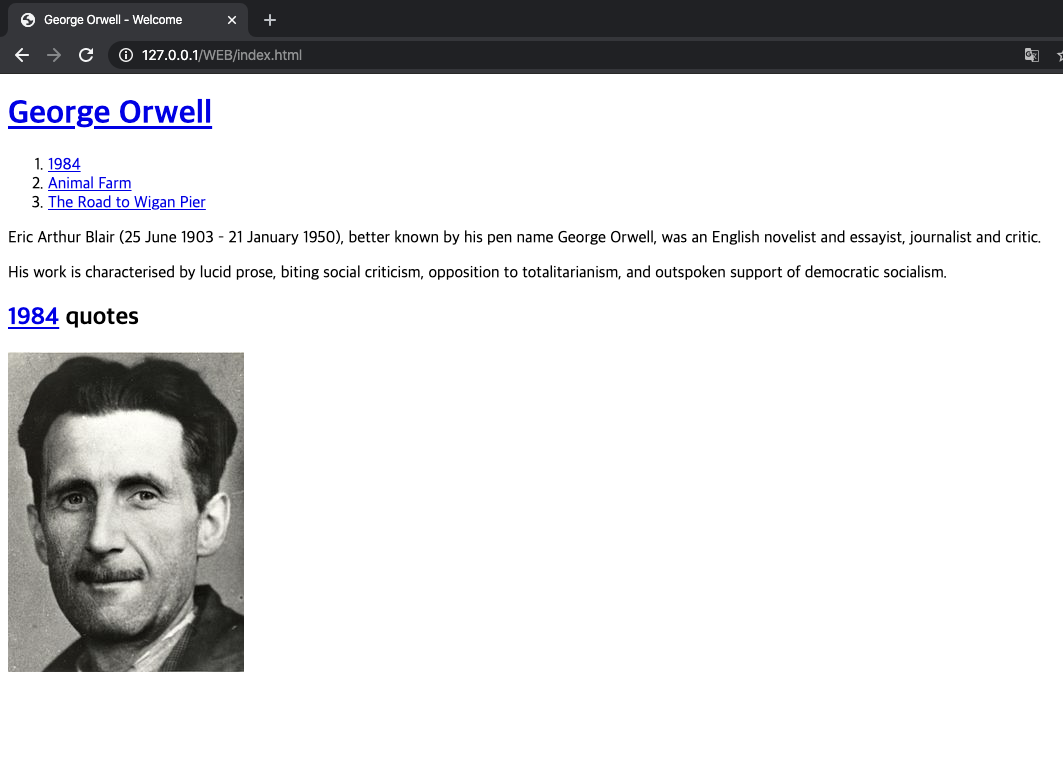 George Orwell - Welcome
127.0.0.1/WEB/index.html
George Orwell
1. 1984
2. Animal Farm
3. The Road to Wigan Pier
Eric Arthur Blair (25 June 1903 - 21 January 1950), better known by his pen name George Orwell, was an English novelist and essayist, journalist and critic.
His work is characterised by lucid prose, biting social criticism, opposition to totalitarianism, and outspoken support of democratic socialism.
1984 quotes